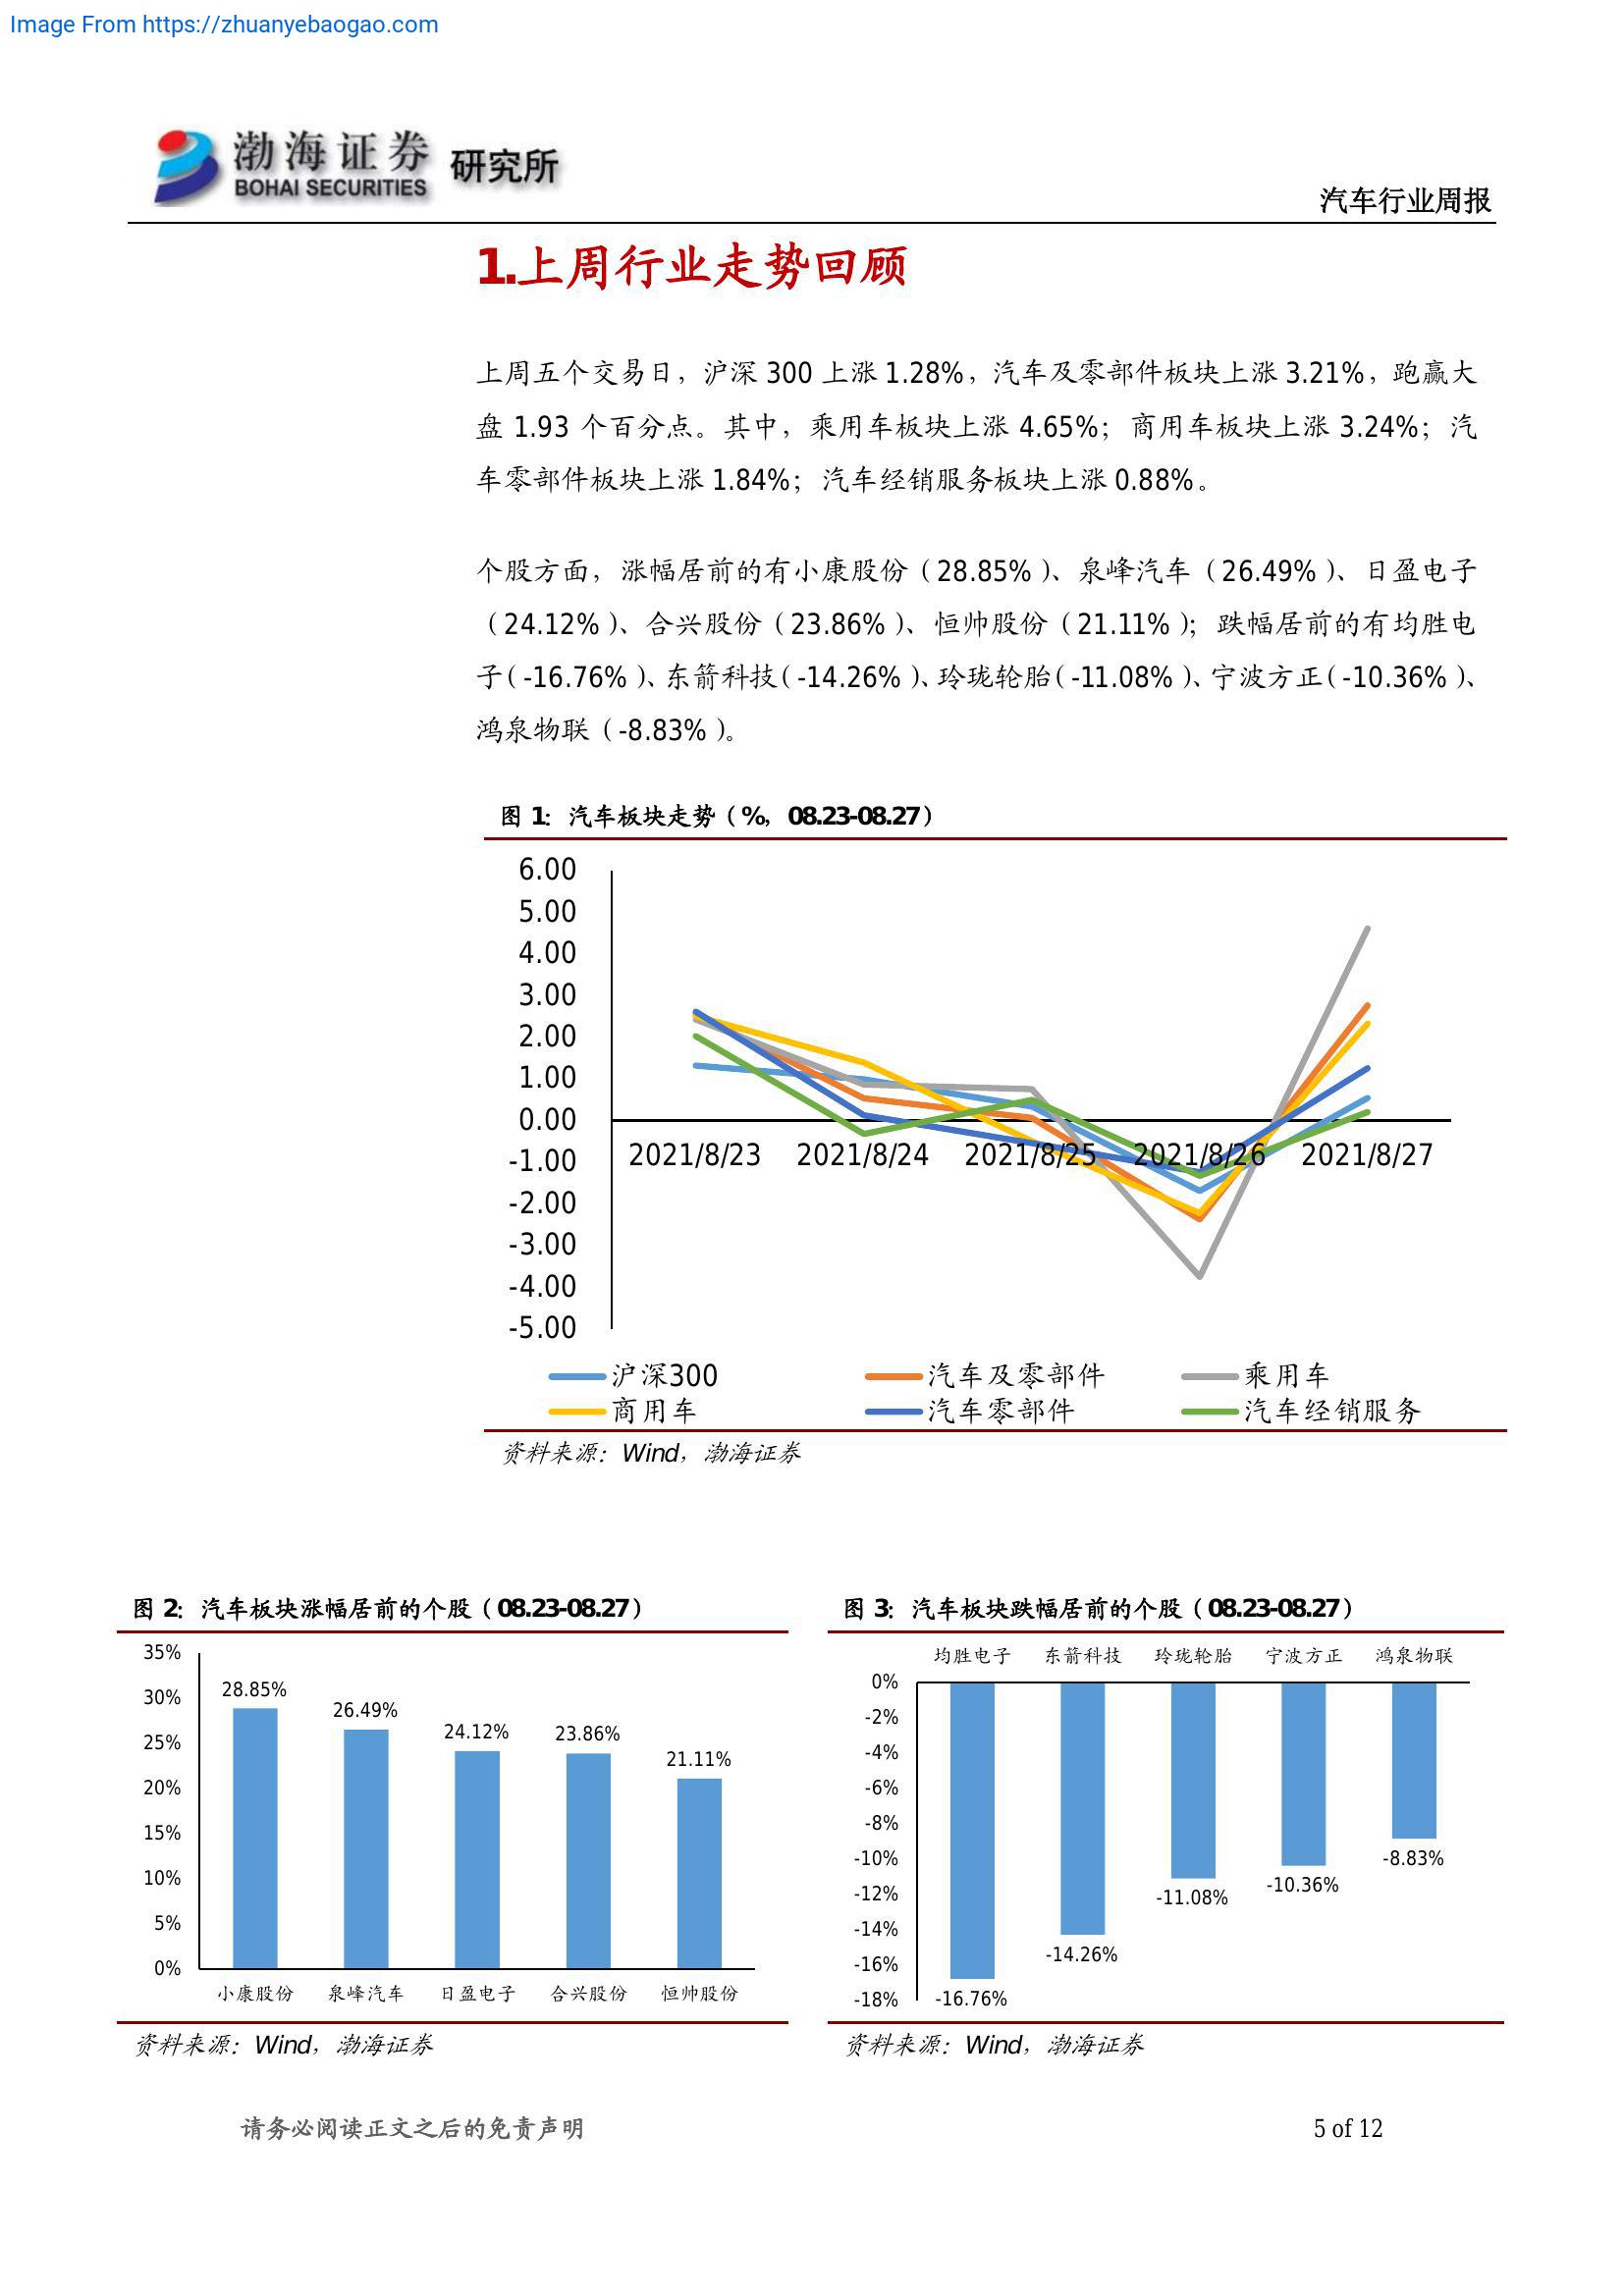 Image From https://zhuanyebaogao.com
渤海证券 研究所
BOHAI SECURITIES
汽车行业周报
1.上周行业走势回顾
上周五个交易日，沪深 300 上涨 1.28%，汽车及零部件板块上涨 3.21%，跑赢大
盘 1.93 个百分点。其中，乘用车板块上涨 4.65%；商用车板块上涨 3.24%；汽
车零部件板块上涨 1.84%；汽车经销服务板块上涨 0.88%。
个股方面，涨幅居前的有小康股份（28.85%）、泉峰汽车（26.49%）、日盈电子
（24.12%）、合兴股份（23.86%）、恒帅股份（21.11%）；跌幅居前的有均胜电
子（-16.76%）、东箭科技（-14.26%）、玲珑轮胎（-11.08%）、宁波方正（-10.36%）、
鸿泉物联（-8.83%）。
图 1：汽车板块走势（%，08.23-08.27）
6.00
5.00
4.00
3.00
2.00
1.00
0.00
-1.00
-2.00
-3.00
-4.00
-5.00
2021/8/23 2021/8/24 2021/8/25 2021/8/26 2021/8/27
沪深300 汽车及零部件 乘用车
商用车 汽车零部件 汽车经销服务
资料来源：Wind，渤海证券
图 2：汽车板块涨幅居前的个股（08.23-08.27）
35%
30%
25%
20%
15%
10%
5%
0%
28.85%
26.49%
24.12%
23.86%
21.11%
小康股份 泉峰汽车 日盈电子 合兴股份 恒帅股份
资料来源：Wind，渤海证券
图 3：汽车板块跌幅居前的个股（08.23-08.27）
均胜电子 东箭科技 玲珑轮胎 宁波方正 鸿泉物联
0%
-2%
-4%
-6%
-8%
-10%
-12%
-14%
-16%
-18%
-16.76%
-14.26%
-11.08%
-10.36%
-8.83%
资料来源：Wind，渤海证券
请务必阅读正文之后的免责声明
5 of 12